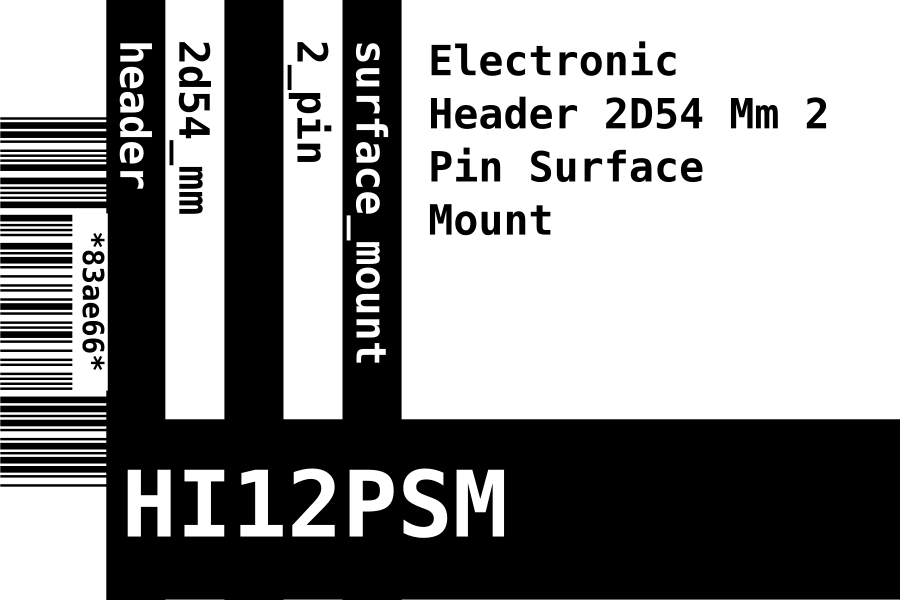 *83ae66*
header
2d54_mm
2_pin
surface_mount
Electronic
Header 2D54 Mm 2
Pin Surface
Mount
HI12PSM